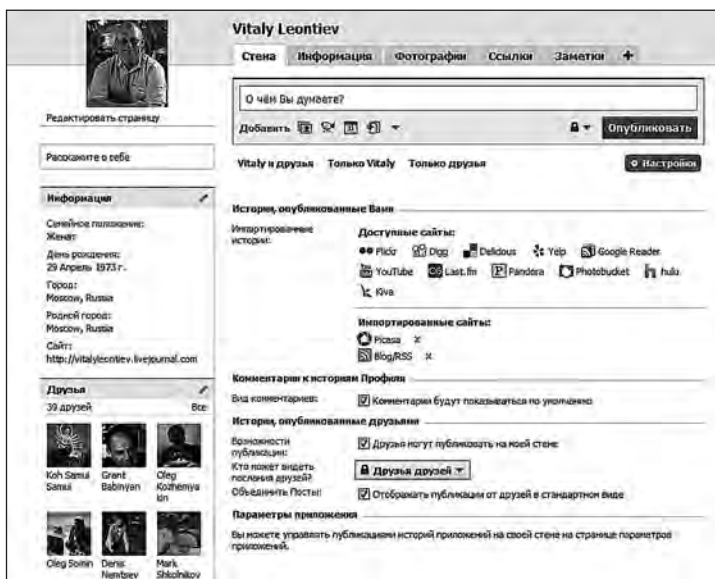 Vitaly Leontiev
Стена Информация Фотографии Ссылки Заметки +
О чём Вы думаете?
Добавить
Опубликовать
Vitaly и друзья Только Vitaly Только друзья
Настройки
Редактировать страницу
Расскажите о себе
Информация
Семейное положение:
Женат
День рождения:
29 Апрель 1973 г.
Город:
Moscow, Russia
Родной город:
Moscow, Russia
Сайт:
http://vitalyleontiev.livejournal.com
Друзья
39 друзей Все
Koh Samui
Samui
Grant
Babinyan
Oleg
Kozhemya
kin
Oleg Somin
Denis
Nemtsev
Mark
Shkolnikov
Истории, опубликованные Вами
Импортированные
истории:
Доступные сайты:
Flickr Digg Delicious Yelp Google Reader
YouTube Last.fm Pandora Photobucket hulu
Kiva
Импортированные сайты:
Picasa x
Blog/RSS x
Комментарии к историям Профиля
Вид комментариев:
Комментарии будут показываться по умолчанию
Истории, опубликованные друзьями
Возможности
публикации:
Друзья могут публиковать на моей стене
Кто может видеть
послания друзей?
Друзья друзей
Объединить Посты:
Отображать публикации от друзей в стандартном виде
Параметры приложения
Вы можете управлять публикациями историй приложений на своей стене на странице параметров
приложений.